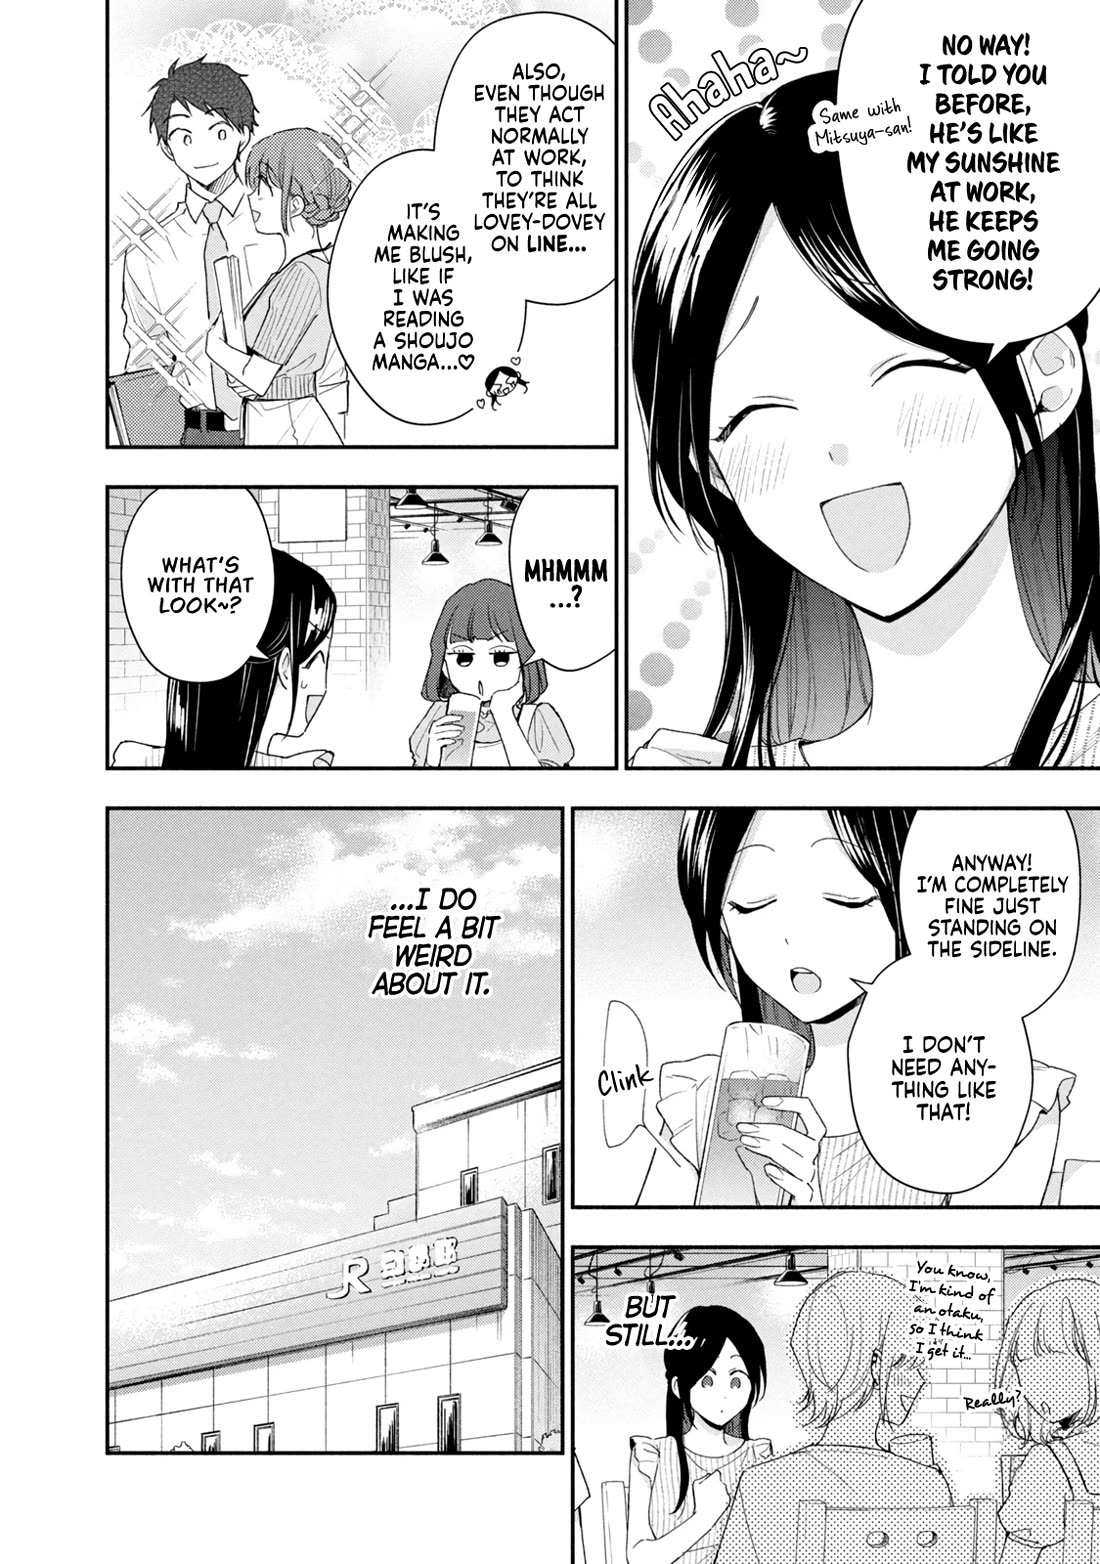 NO WAY!
I TOLD YOU
BEFORE,
HE'S LIKE
MY SUNSHINE
AT WORK,
HE KEEPS
ME GOING
STRONG!
Same with
Mitsuya-san!
Ahaha~
ALSO,
EVEN THOUGH
THEY ACT
NORMALLY
AT WORK,
TO THINK
THEY'RE ALL
LOVEY-DOVEY
ON LINE...
IT'S
MAKING
ME BLUSH,
LIKE IF
I WAS
READING
A SHOUJO
MANGA...♡
MHMMM
...?
WHAT'S
WITH THAT
LOOK~?
ANYWAY!
I'M COMPLETELY
FINE JUST
STANDING ON
THE SIDELINE.
I DON'T
NEED ANY-
THING LIKE
THAT!
Clink
BUT
STILL...
You know,
I'm kind of
an otaku,
so I think
I get it...
Really?
...I DO
FEEL A BIT
WEIRD
ABOUT IT.
JR